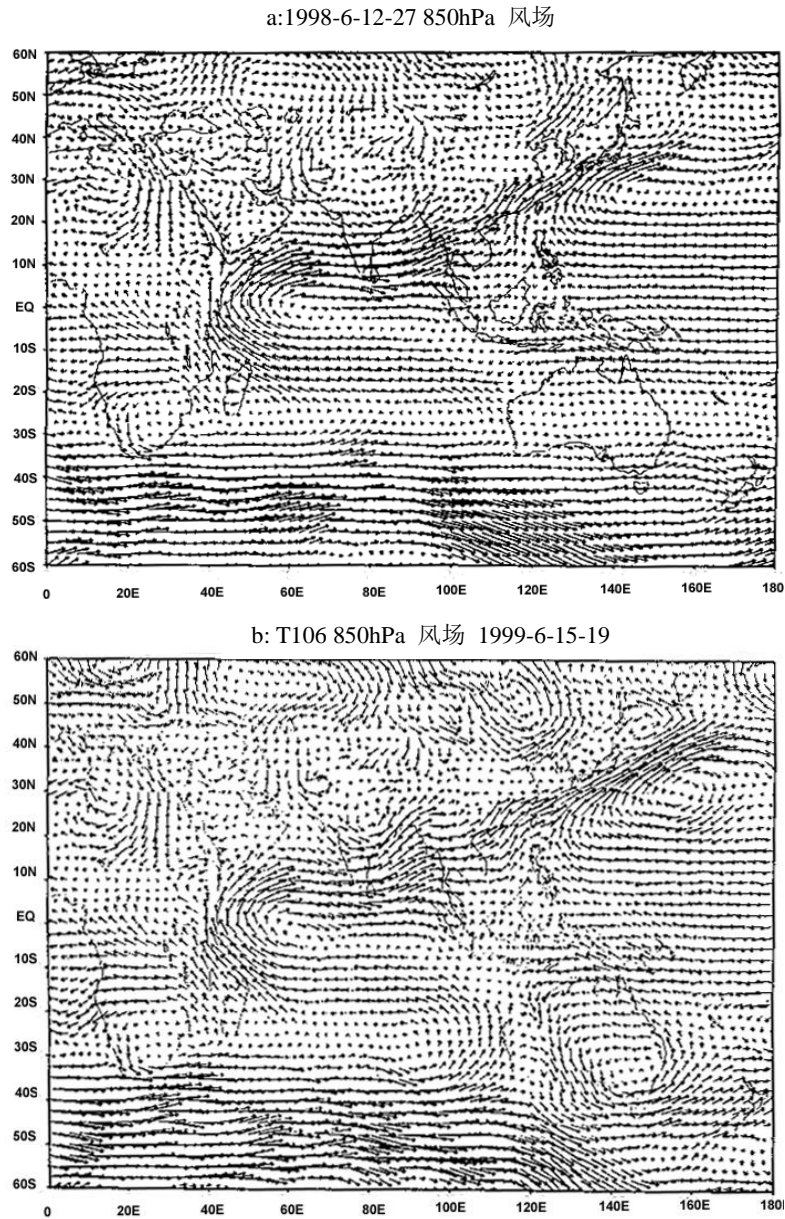 a:1998-6-12-27 850hPa 风场
60N
50N
40N
30N
20N
10N
EQ
10S
20S
30S
40S
50S
60S
0 20E 40E 60E 80E 100E 120E 140E 160E 180
b: T106 850hPa 风场 1999-6-15-19
60N
50N
40N
30N
20N
10N
EQ
10S
20S
30S
40S
50S
60S
0 20E 40E 60E 80E 100E 120E 140E 160E 180